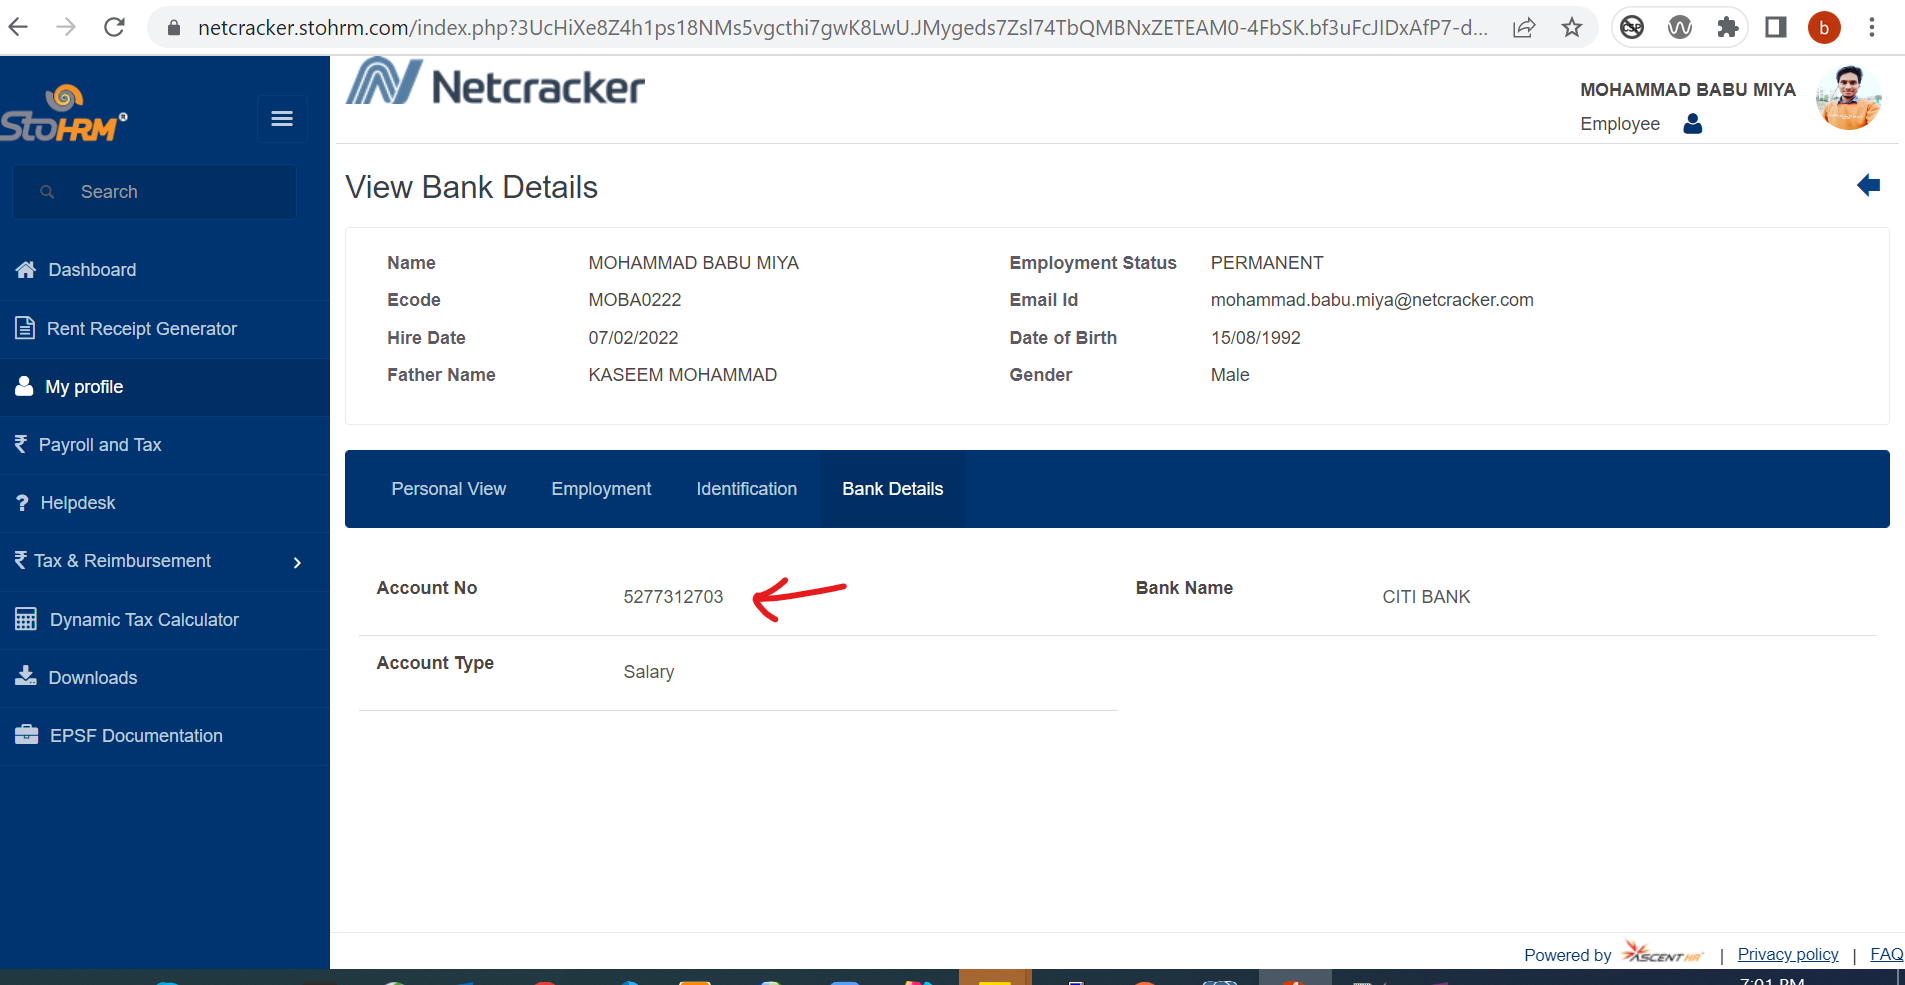 netcracker.stohrm.com/index.php?3UcHiXe8Z4h1ps18NMs5vgcthi7gwK8LwU.JMygeds7Zsl74TbQMBNxZETEAM0-4FbSK.bf3uFcJIDxAfP7-d...
CSP
b
StoHRM®
Netcracker
MOHAMMAD BABU MIYA
Employee
Search
View Bank Details
Dashboard
Rent Receipt Generator
My profile
₹ Payroll and Tax
? Helpdesk
₹ Tax & Reimbursement
Dynamic Tax Calculator
Downloads
EPSF Documentation
Name MOHAMMAD BABU MIYA Employment Status PERMANENT
Ecode MOBA0222 Email Id mohammad.babu.miya@netcracker.com
Hire Date 07/02/2022 Date of Birth 15/08/1992
Father Name KASEEM MOHAMMAD Gender Male
Personal View Employment Identification Bank Details
Account No 5277312703 Bank Name CITI BANK
Account Type Salary
Powered by ASCENT HR | Privacy policy | FAQ
7:01 PM